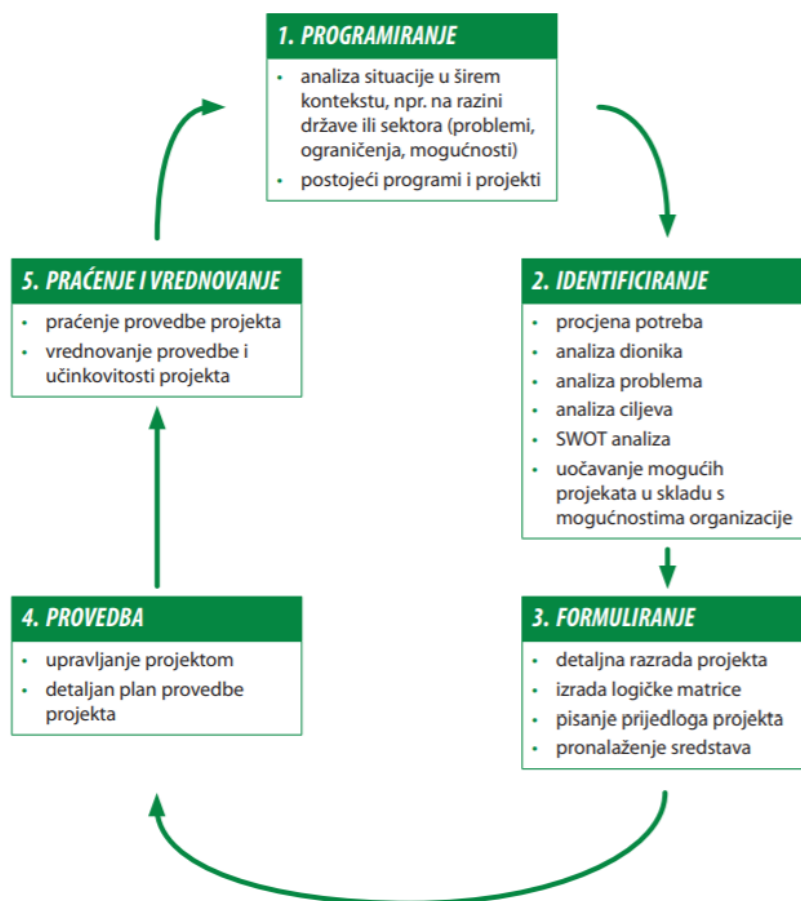 1. PROGRAMIRANJE
• analiza situacije u širem
kontekstu, npr. na razini
države ili sektora (problemi,
ograničenja, mogućnosti)
• postojeći programi i projekti
2. IDENTIFICIRANJE
• procjena potreba
• analiza dionika
• analiza problema
• analiza ciljeva
• SWOT analiza
• uočavanje mogućih
projekata u skladu s
mogućnostima organizacije
3. FORMULIRANJE
• detaljna razrada projekta
• izrada logičke matrice
• pisanje prijedloga projekta
• pronalaženje sredstava
4. PROVEDBA
• upravljanje projektom
• detaljan plan provedbe
projekta
5. PRAĆENJE I VREDNOVANJE
• praćenje provedbe projekta
• vrednovanje provedbe i
učinkovitosti projekta